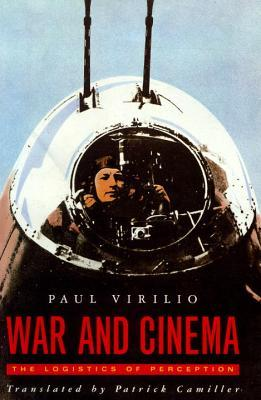 PAUL VIRILIO
WAR AND CINEMA
THE LOGISTICS OF PERCEPTION
Translated by Patrick Camiller